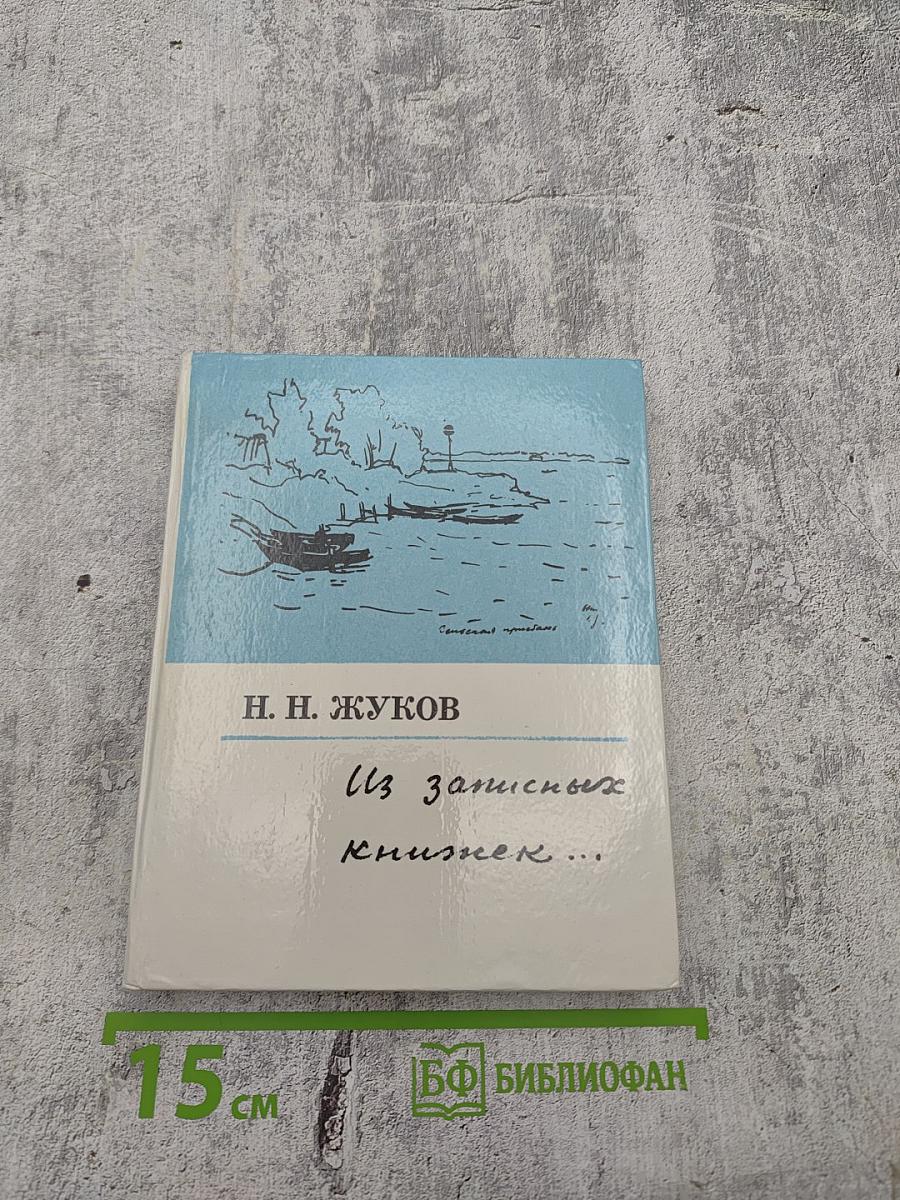 Н. Н. ЖУКОВ
Из записных
книжек...
15 см
БФ БИБЛИОФАН